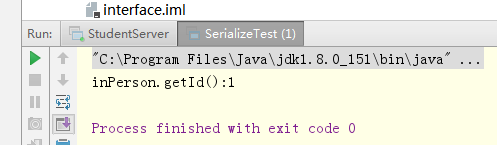 interface.iml
Run: StudentServer SerializeTest (1)
"C:\Program Files\Java\jdk1.8.0_151\bin\java" ...
inPerson.getId():1
Process finished with exit code 0